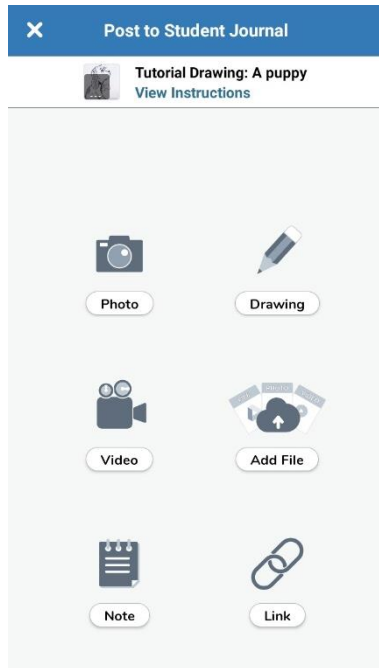 Post to Student Journal
Tutorial Drawing: A puppy
View Instructions
Photo
Drawing
Video
Add File
Note
Link